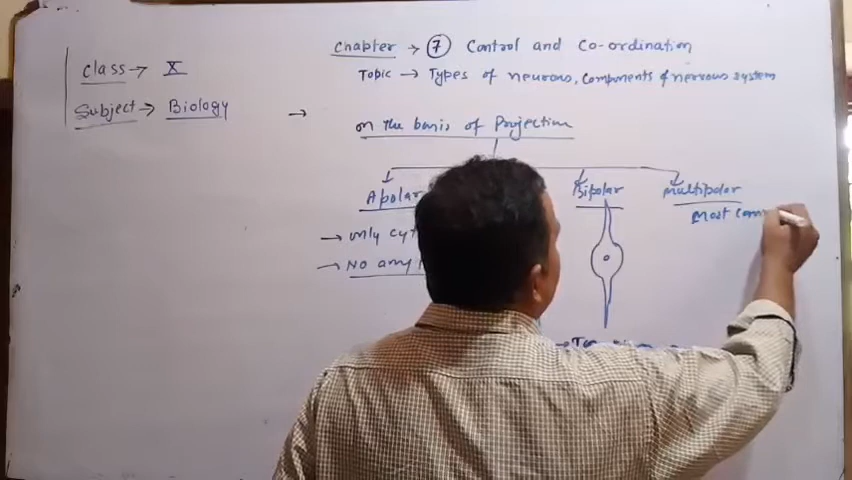 Chapter → 7 Control and Co-ordination
Class → X
Topic → Types of neurons, Components of nervous system
Subject → Biology
→ on the basis of Projection
Apolar Bipolar Multipolar
most com
→ only
→ No any